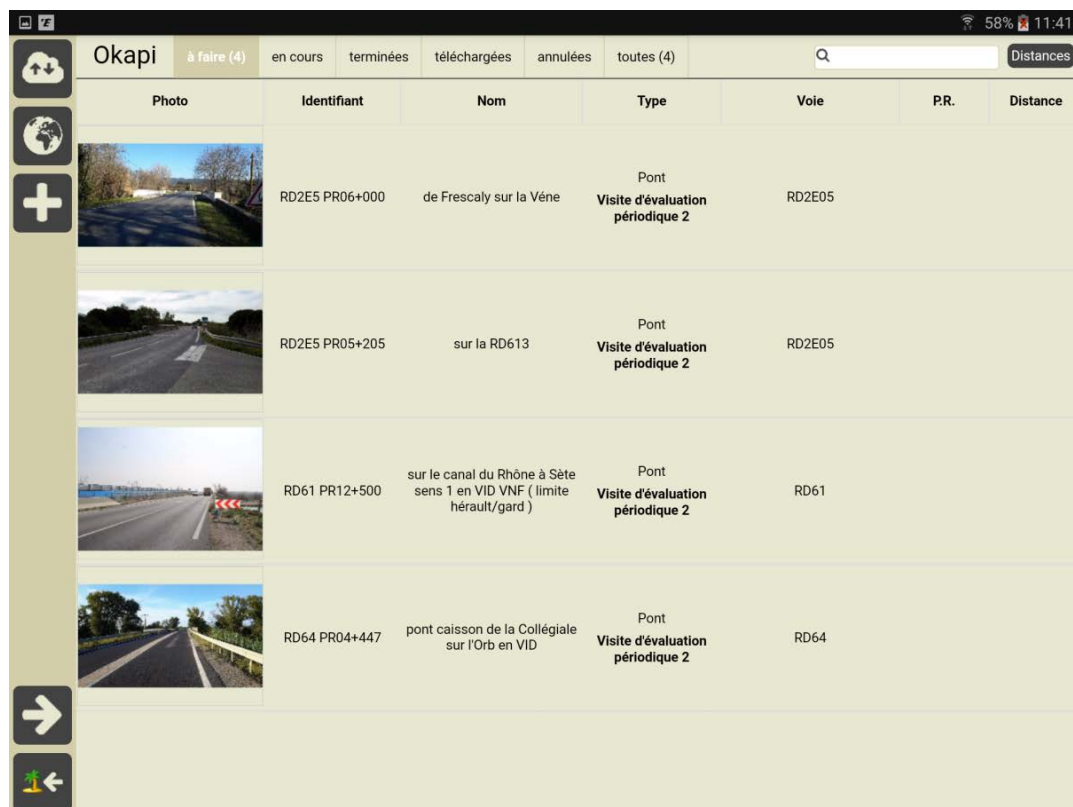 58% 11:41
Okapi à faire (4) en cours terminées téléchargées annulées toutes (4) Distances
Photo Identifiant Nom Type Voie P.R. Distance
RD2E5 PR06+000 de Frescaly sur la Véne Pont RD2E05
Visite d'évaluation
périodique 2
RD2E5 PR05+205 sur la RD613 Pont RD2E05
Visite d'évaluation
périodique 2
RD61 PR12+500 sur le canal du Rhône à Sète
sens 1 en VID VNF ( limite
hérault/gard ) Pont RD61
Visite d'évaluation
périodique 2
RD64 PR04+447 pont caisson de la Collégiale
sur l'Orb en VID Pont RD64
Visite d'évaluation
périodique 2